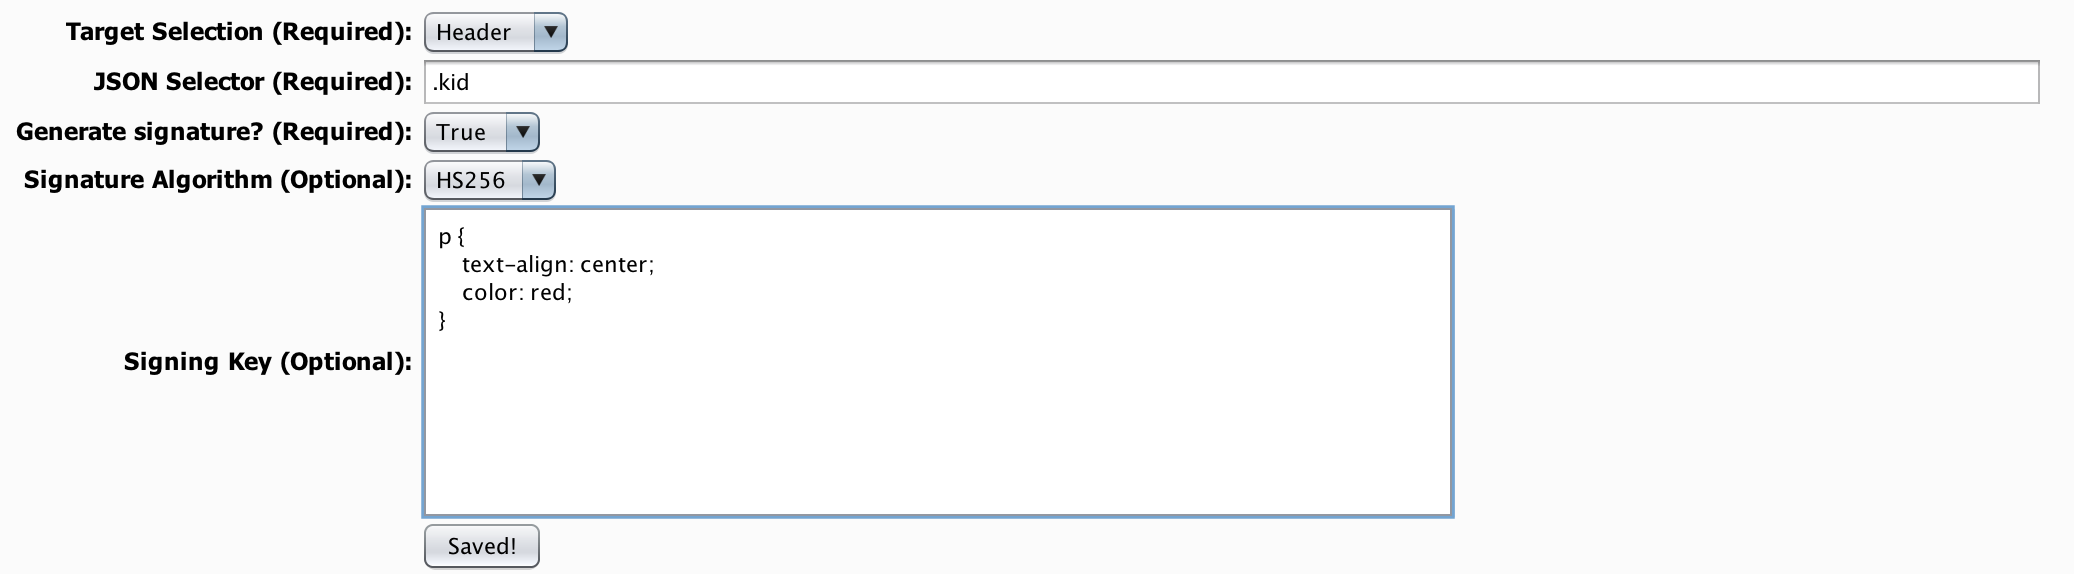 Target Selection (Required): Header
JSON Selector (Required): .kid
Generate signature? (Required): True
Signature Algorithm (Optional): HS256
Signing Key (Optional):
p {
    text-align: center;
    color: red;
}
Saved!